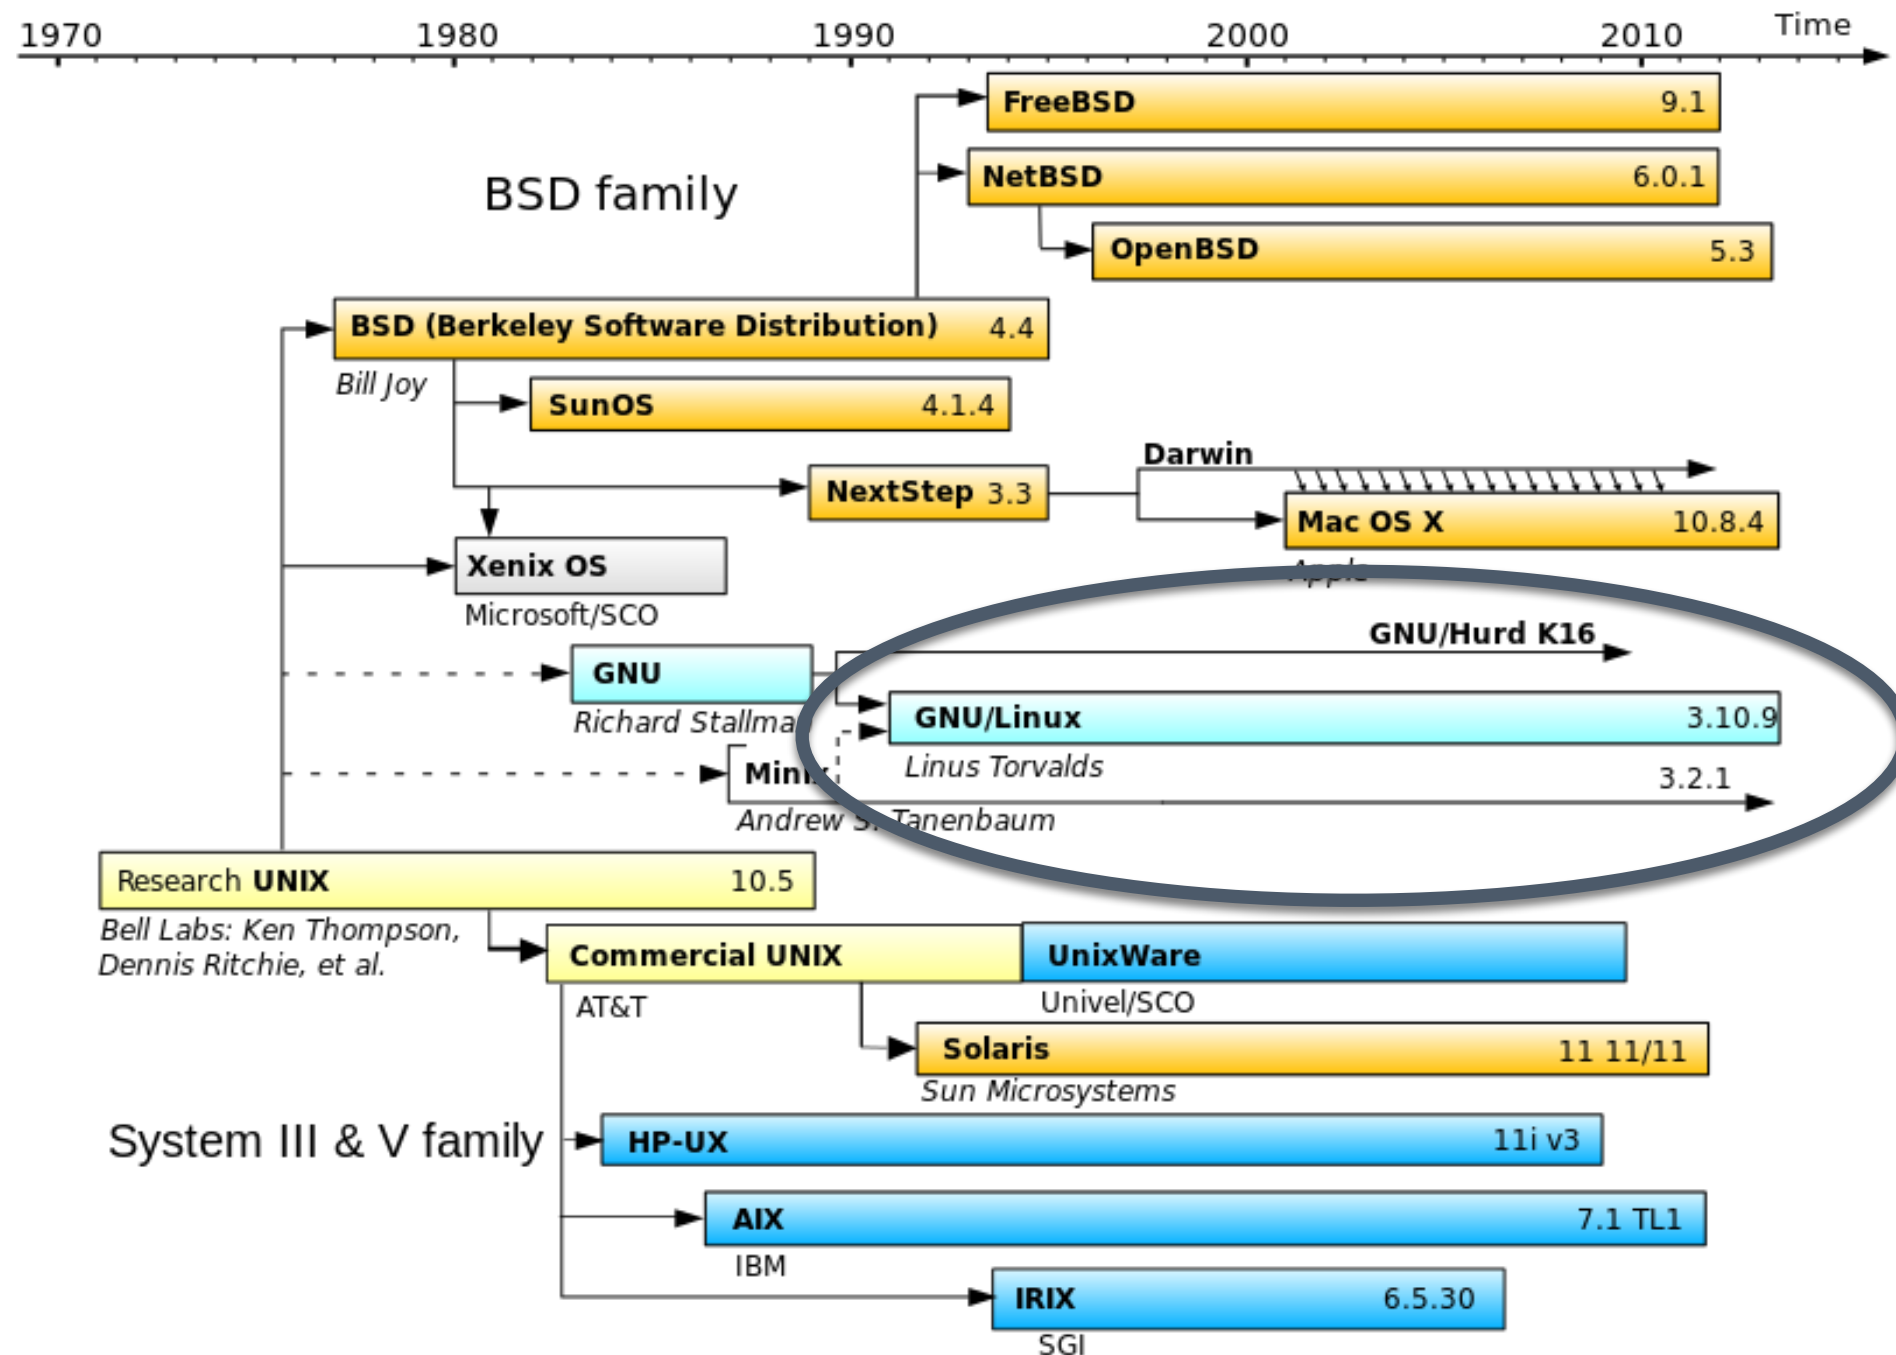 1970 1980 1990 2000 2010 Time
FreeBSD 9.1
NetBSD 6.0.1
BSD family
OpenBSD 5.3
BSD (Berkeley Software Distribution) 4.4
Bill Joy
SunOS 4.1.4
Darwin
NextStep 3.3
Mac OS X 10.8.4
Apple
Xenix OS
Microsoft/SCO
GNU/Hurd K16
GNU
Richard Stallma
GNU/Linux 3.10.9
Linus Torvalds
Minix 3.2.1
Andrew S. Tanenbaum
Research UNIX 10.5
Bell Labs: Ken Thompson,
Dennis Ritchie, et al.
Commercial UNIX
AT&T
UnixWare
Univel/SCO
Solaris 11 11/11
Sun Microsystems
System III & V family
HP-UX 11i v3
AIX 7.1 TL1
IBM
IRIX 6.5.30
SGI